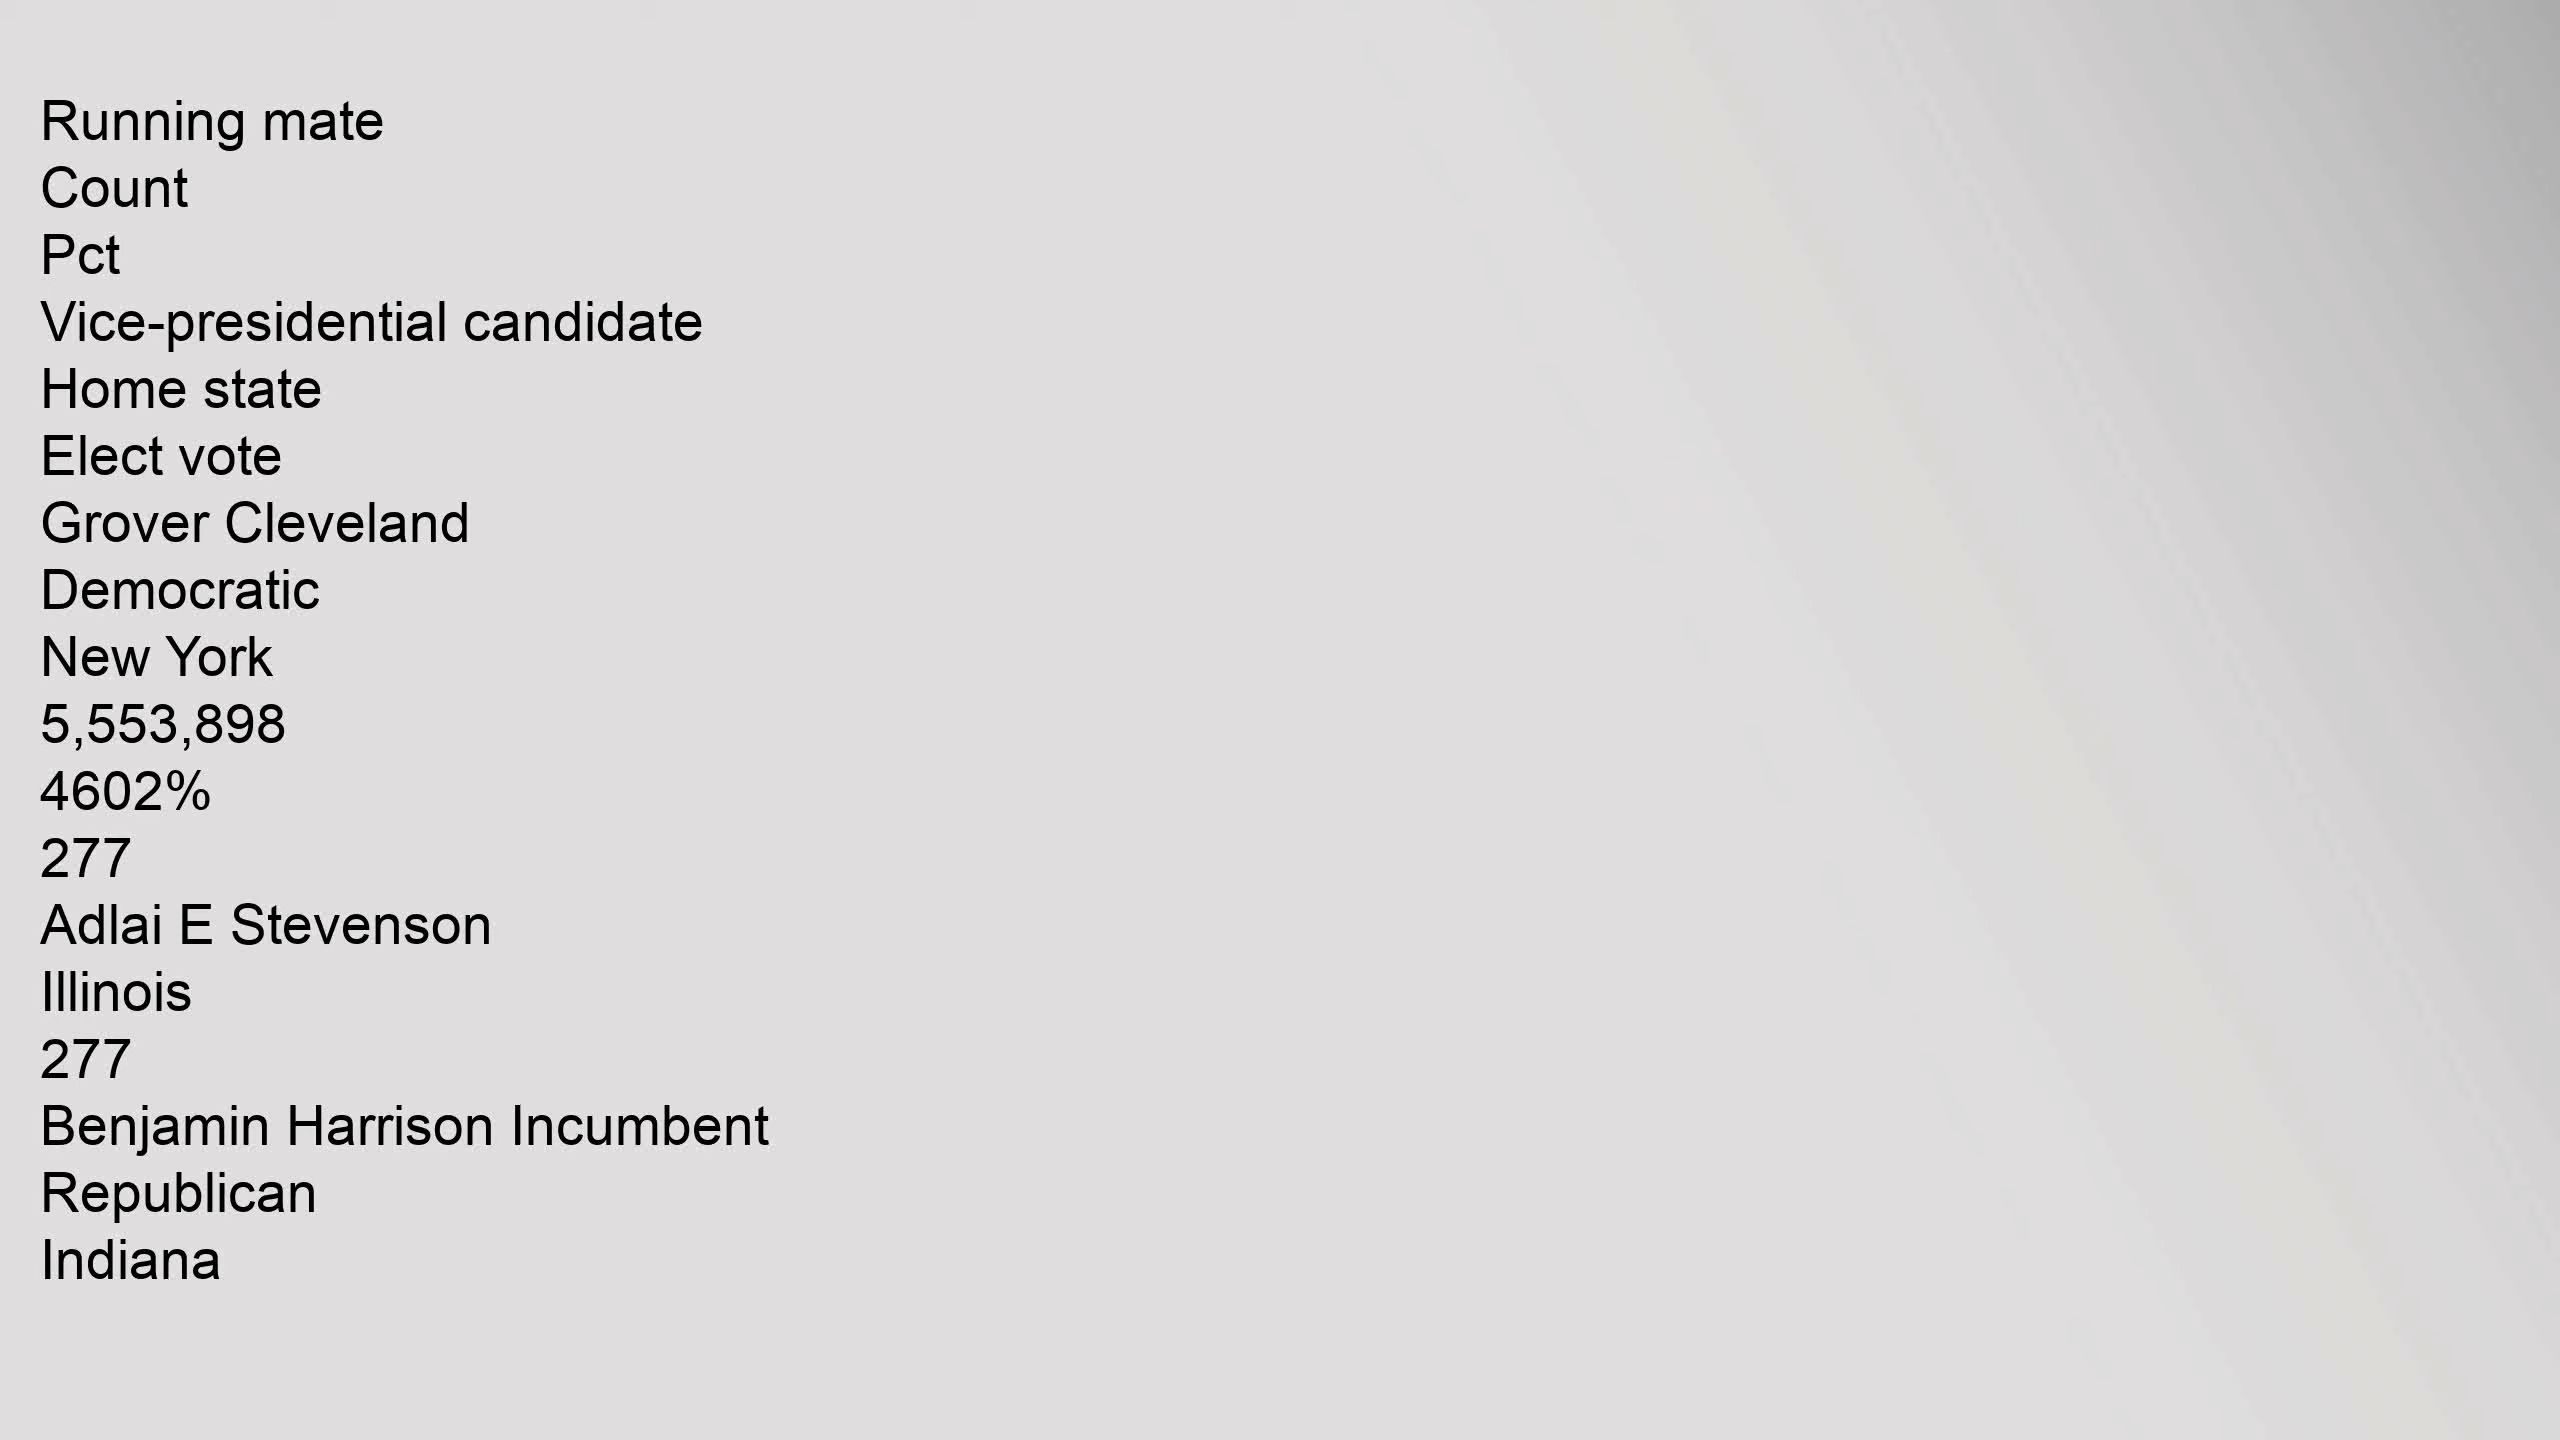 Running mate
Count
Pct
Vice-presidential candidate
Home state
Elect vote
Grover Cleveland
Democratic
New York
5,553,898
4602%
277
Adlai E Stevenson
Illinois
277
Benjamin Harrison Incumbent
Republican
Indiana